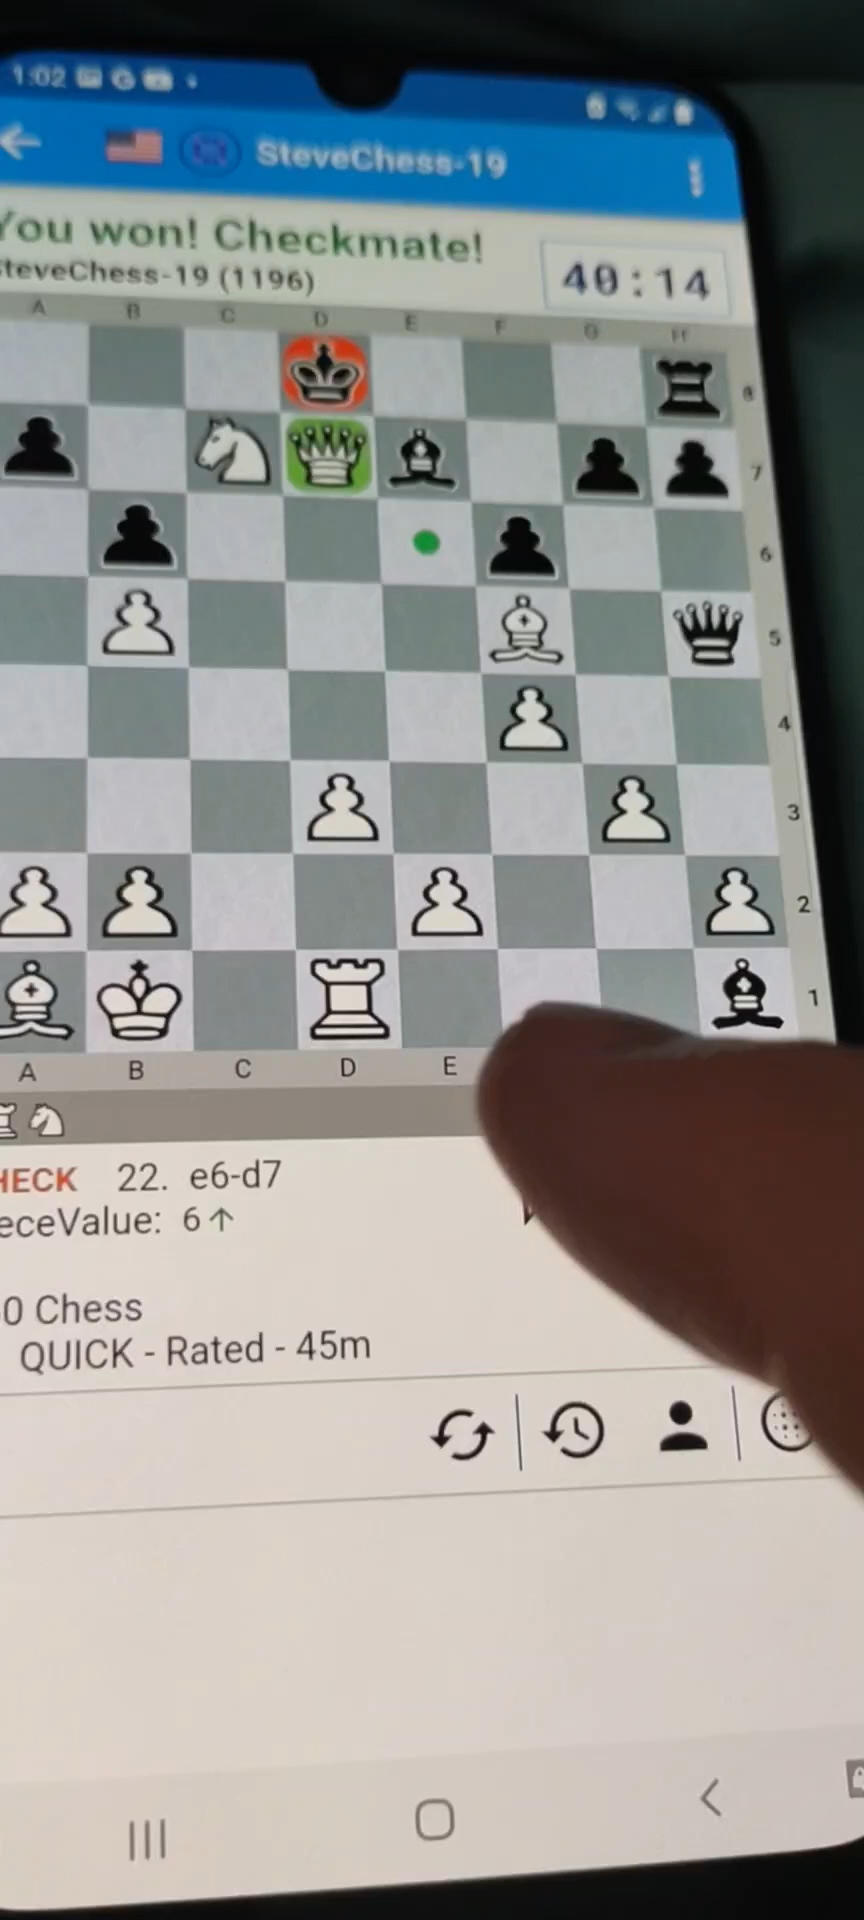 1:02
SteveChess-19
You won! Checkmate!
SteveChess-19 (1196)
40:14
A B C D E F G H
8
7
6
5
4
3
2
1
A B C D E
HECK 22. e6-d7
eceValue: 6↑
0 Chess
QUICK - Rated - 45m